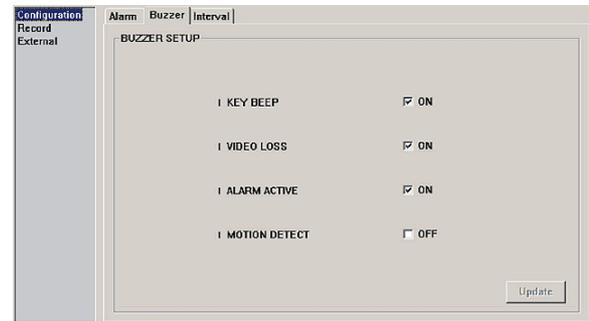 Configuration
Record
External
Alarm Buzzer Interval
BUZZER SETUP
KEY BEEP ON
VIDEO LOSS ON
ALARM ACTIVE ON
MOTION DETECT OFF
Update